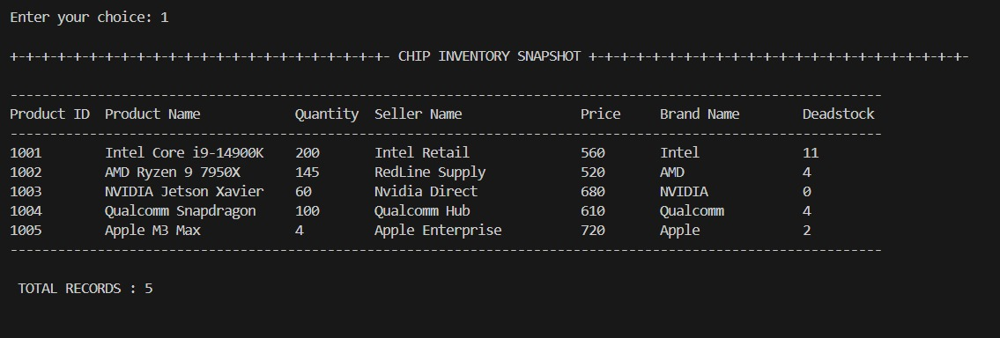 Enter your choice: 1
+-+-+-+-+-+-+-+-+-+-+-+-+-+-+-+-+-+-+-+-+-+-+-+- CHIP INVENTORY SNAPSHOT +-+-+-+-+-+-+-+-+-+-+-+-+-+-+-+-+-+-+-+-+-+-+-+-
--------------------------------------------------------------------------------------------------------------
Product ID  Product Name            Quantity  Seller Name               Price     Brand Name        Deadstock
--------------------------------------------------------------------------------------------------------------
1001        Intel Core i9-14900K    200       Intel Retail              560       Intel             11
1002        AMD Ryzen 9 7950X       145       RedLine Supply            520       AMD               4
1003        NVIDIA Jetson Xavier    60        Nvidia Direct             680       NVIDIA            0
1004        Qualcomm Snapdragon     100       Qualcomm Hub              610       Qualcomm          4
1005        Apple M3 Max            4         Apple Enterprise          720       Apple             2
--------------------------------------------------------------------------------------------------------------
TOTAL RECORDS : 5